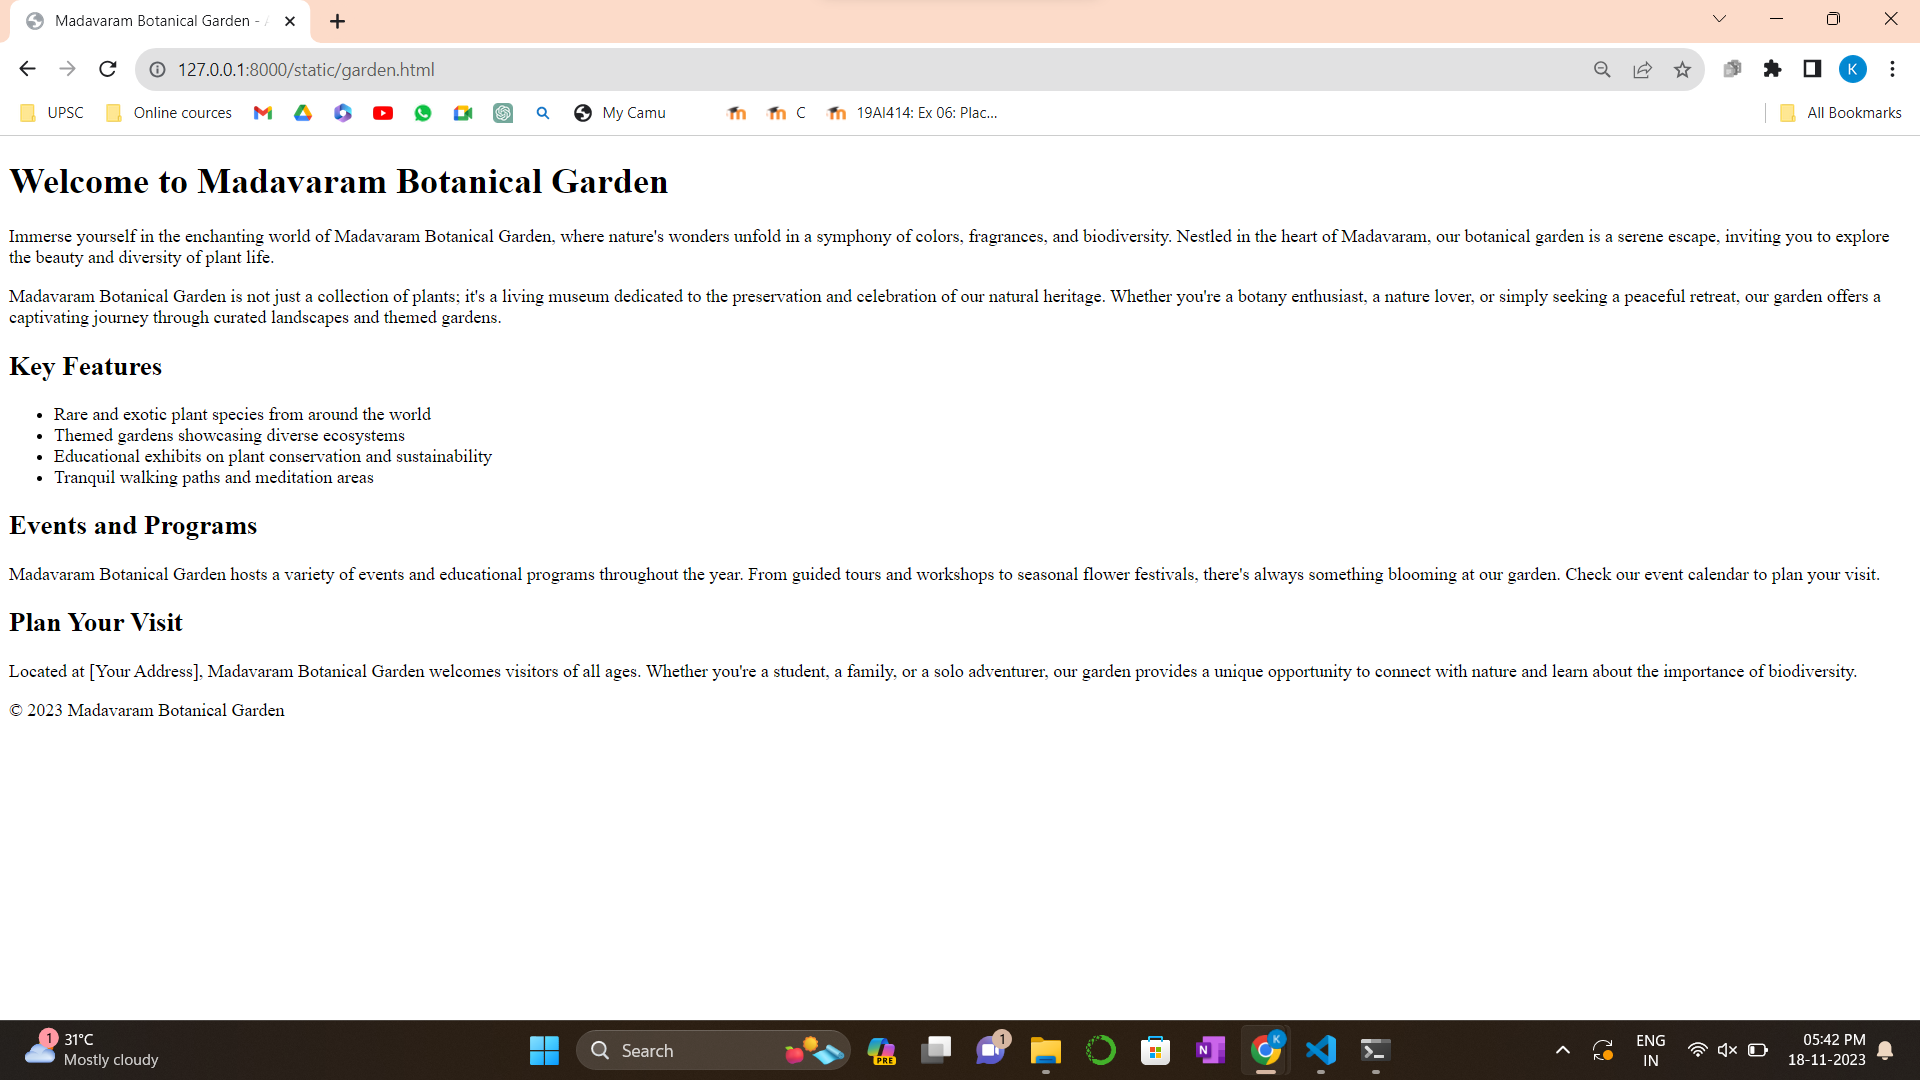 Madavaram Botanical Garden -
127.0.0.1:8000/static/garden.html
K
UPSC
Online cources
My Camu
C
19AI414: Ex 06: Plac...
All Bookmarks
Welcome to Madavaram Botanical Garden
Immerse yourself in the enchanting world of Madavaram Botanical Garden, where nature's wonders unfold in a symphony of colors, fragrances, and biodiversity. Nestled in the heart of Madavaram, our botanical garden is a serene escape, inviting you to explore
the beauty and diversity of plant life.
Madavaram Botanical Garden is not just a collection of plants; it's a living museum dedicated to the preservation and celebration of our natural heritage. Whether you're a botany enthusiast, a nature lover, or simply seeking a peaceful retreat, our garden offers a
captivating journey through curated landscapes and themed gardens.
Key Features
• Rare and exotic plant species from around the world
• Themed gardens showcasing diverse ecosystems
• Educational exhibits on plant conservation and sustainability
• Tranquil walking paths and meditation areas
Events and Programs
Madavaram Botanical Garden hosts a variety of events and educational programs throughout the year. From guided tours and workshops to seasonal flower festivals, there's always something blooming at our garden. Check our event calendar to plan your visit.
Plan Your Visit
Located at [Your Address], Madavaram Botanical Garden welcomes visitors of all ages. Whether you're a student, a family, or a solo adventurer, our garden provides a unique opportunity to connect with nature and learn about the importance of biodiversity.
© 2023 Madavaram Botanical Garden
1
31°C
Mostly cloudy
Search
PRE
1
N
K
ENG
IN
05:42 PM
18-11-2023